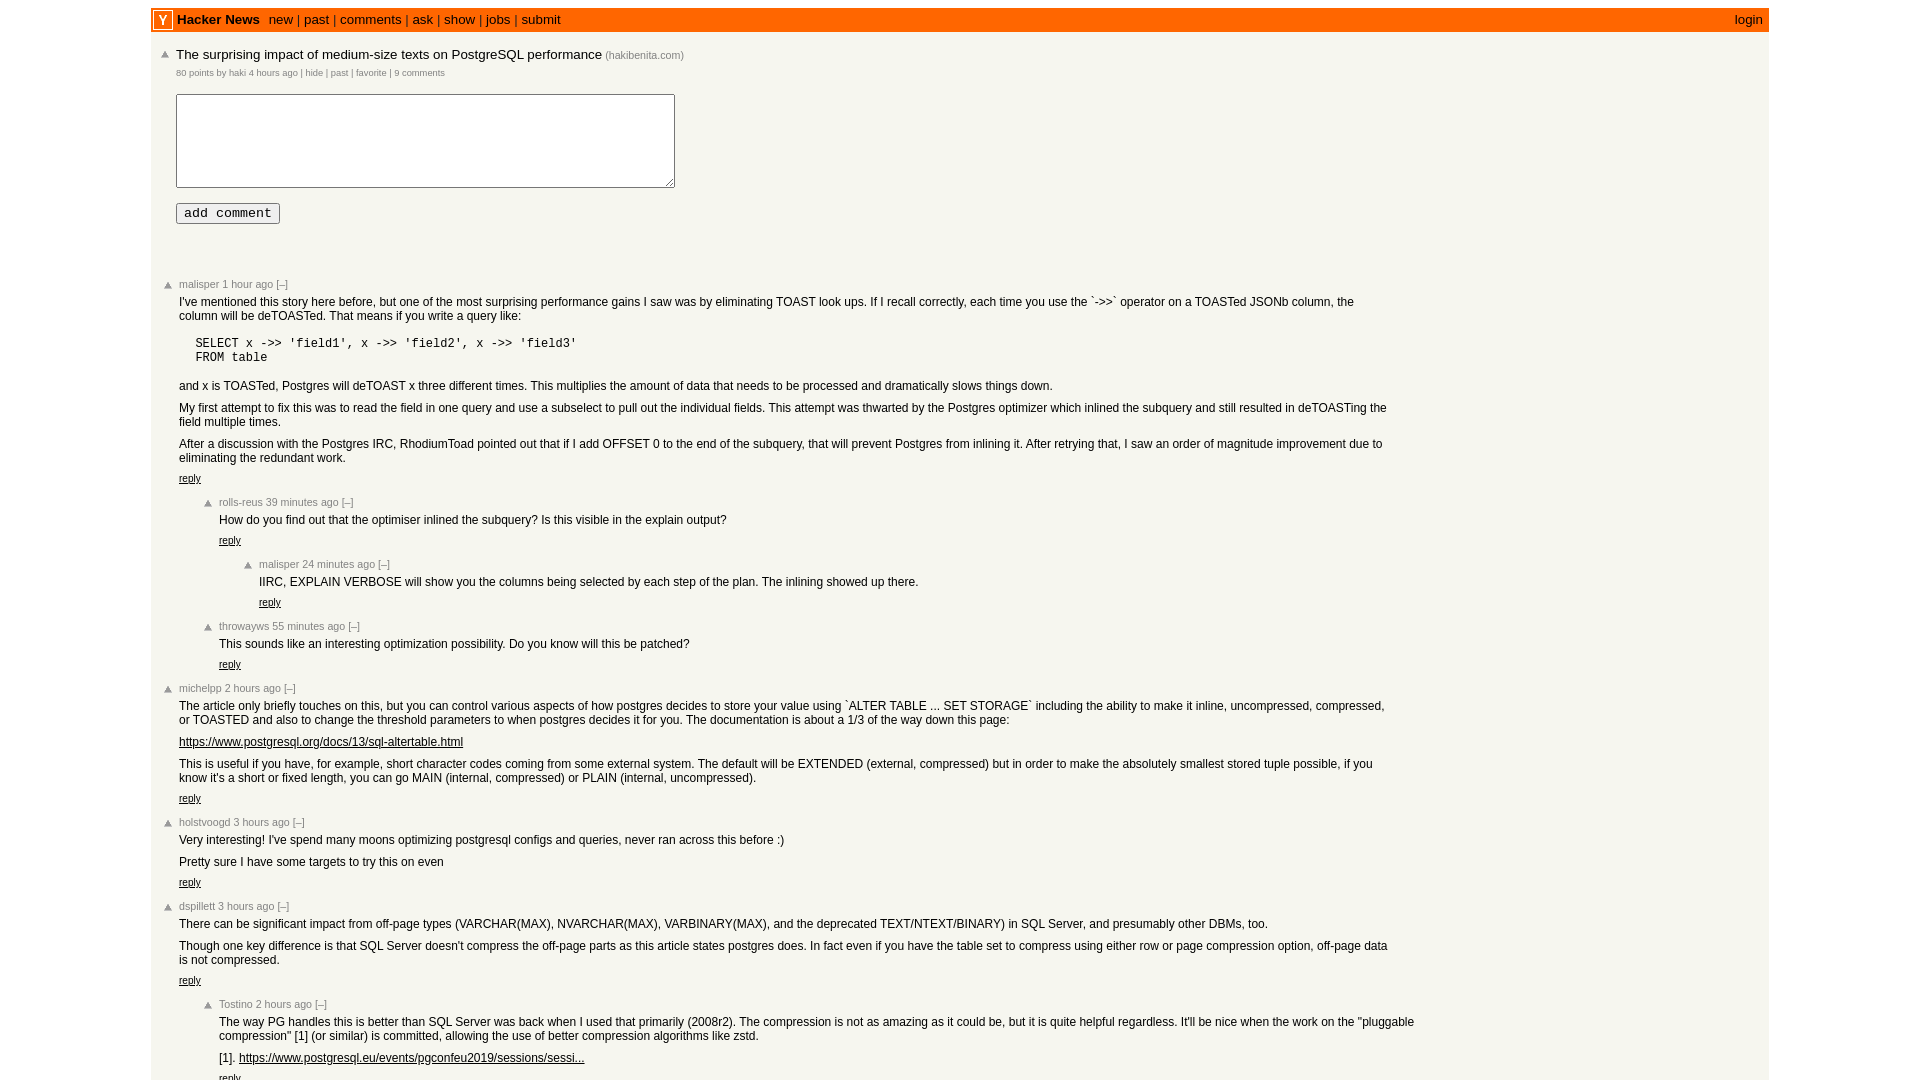 Y Hacker News new | past | comments | ask | show | jobs | submit login
The surprising impact of medium-size texts on PostgreSQL performance (hakibenita.com)
80 points by haki 4 hours ago | hide | past | favorite | 9 comments
add comment
malisper 1 hour ago [–]
I've mentioned this story here before, but one of the most surprising performance gains I saw was by eliminating TOAST look ups. If I recall correctly, each time you use the `->>` operator on a TOASTed JSONb column, the
column will be deTOASTed. That means if you write a query like:
SELECT x ->> 'field1', x ->> 'field2', x ->> 'field3'
FROM table
and x is TOASTed, Postgres will deTOAST x three different times. This multiplies the amount of data that needs to be processed and dramatically slows things down.
My first attempt to fix this was to read the field in one query and use a subselect to pull out the individual fields. This attempt was thwarted by the Postgres optimizer which inlined the subquery and still resulted in deTOASTing the
field multiple times.
After a discussion with the Postgres IRC, RhodiumToad pointed out that if I add OFFSET 0 to the end of the subquery, that will prevent Postgres from inlining it. After retrying that, I saw an order of magnitude improvement due to
eliminating the redundant work.
reply
rolls-reus 39 minutes ago [–]
How do you find out that the optimiser inlined the subquery? Is this visible in the explain output?
reply
malisper 24 minutes ago [–]
IIRC, EXPLAIN VERBOSE will show you the columns being selected by each step of the plan. The inlining showed up there.
reply
throwayws 55 minutes ago [–]
This sounds like an interesting optimization possibility. Do you know will this be patched?
reply
michelpp 2 hours ago [–]
The article only briefly touches on this, but you can control various aspects of how postgres decides to store your value using `ALTER TABLE ... SET STORAGE` including the ability to make it inline, uncompressed, compressed,
or TOASTED and also to change the threshold parameters to when postgres decides it for you. The documentation is about a 1/3 of the way down this page:
https://www.postgresql.org/docs/13/sql-altertable.html
This is useful if you have, for example, short character codes coming from some external system. The default will be EXTENDED (external, compressed) but in order to make the absolutely smallest stored tuple possible, if you
know it's a short or fixed length, you can go MAIN (internal, compressed) or PLAIN (internal, uncompressed).
reply
holstvoogd 3 hours ago [–]
Very interesting! I've spend many moons optimizing postgresql configs and queries, never ran across this before :)
Pretty sure I have some targets to try this on even
reply
dspillett 3 hours ago [–]
There can be significant impact from off-page types (VARCHAR(MAX), NVARCHAR(MAX), VARBINARY(MAX), and the deprecated TEXT/NTEXT/BINARY) in SQL Server, and presumably other DBMs, too.
Though one key difference is that SQL Server doesn't compress the off-page parts as this article states postgres does. In fact even if you have the table set to compress using either row or page compression option, off-page data
is not compressed.
reply
Tostino 2 hours ago [–]
The way PG handles this is better than SQL Server was back when I used that primarily (2008r2). The compression is not as amazing as it could be, but it is quite helpful regardless. It'll be nice when the work on the "pluggable
compression" [1] (or similar) is committed, allowing the use of better compression algorithms like zstd.
[1]. https://www.postgresql.eu/events/pgconfeu2019/sessions/sessi...
reply